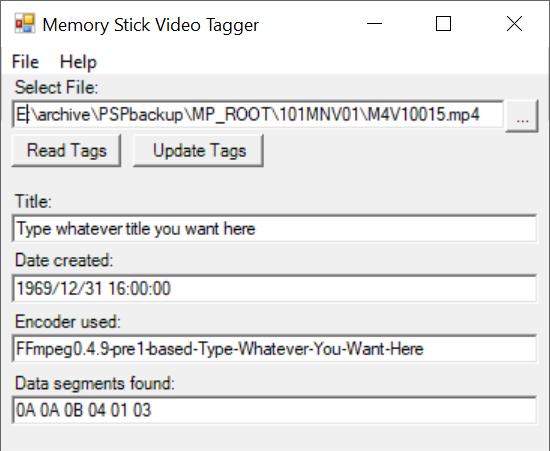 Memory Stick Video Tagger
File Help
Select File:
E:\archive\PSPbackup\MP_ROOT\101MNV01\M4V10015.mp4
...
Read Tags Update Tags
Title:
Type whatever title you want here
Date created:
1969/12/31 16:00:00
Encoder used:
FFmpeg0.4.9-pre1-based-Type-Whatever-You-Want-Here
Data segments found:
0A 0A 0B 04 01 03